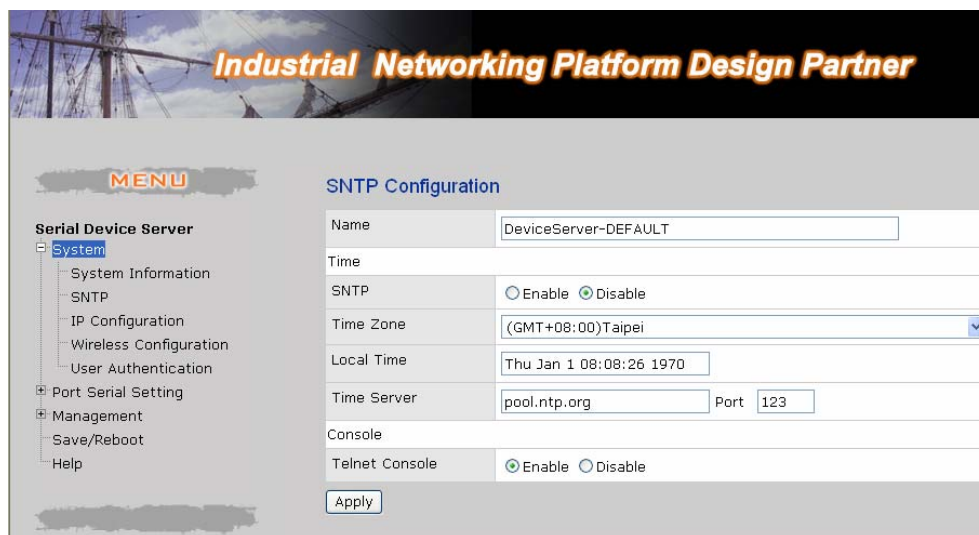 Industrial Networking Platform Design Partner
MENU
Serial Device Server
System
System Information
SNTP
IP Configuration
Wireless Configuration
User Authentication
Port Serial Setting
Management
Save/Reboot
Help
SNTP Configuration
Name DeviceServer-DEFAULT
Time
SNTP Enable Disable
Time Zone (GMT+08:00)Taipei
Local Time Thu Jan 1 08:08:26 1970
Time Server pool.ntp.org Port 123
Console
Telnet Console Enable Disable
Apply